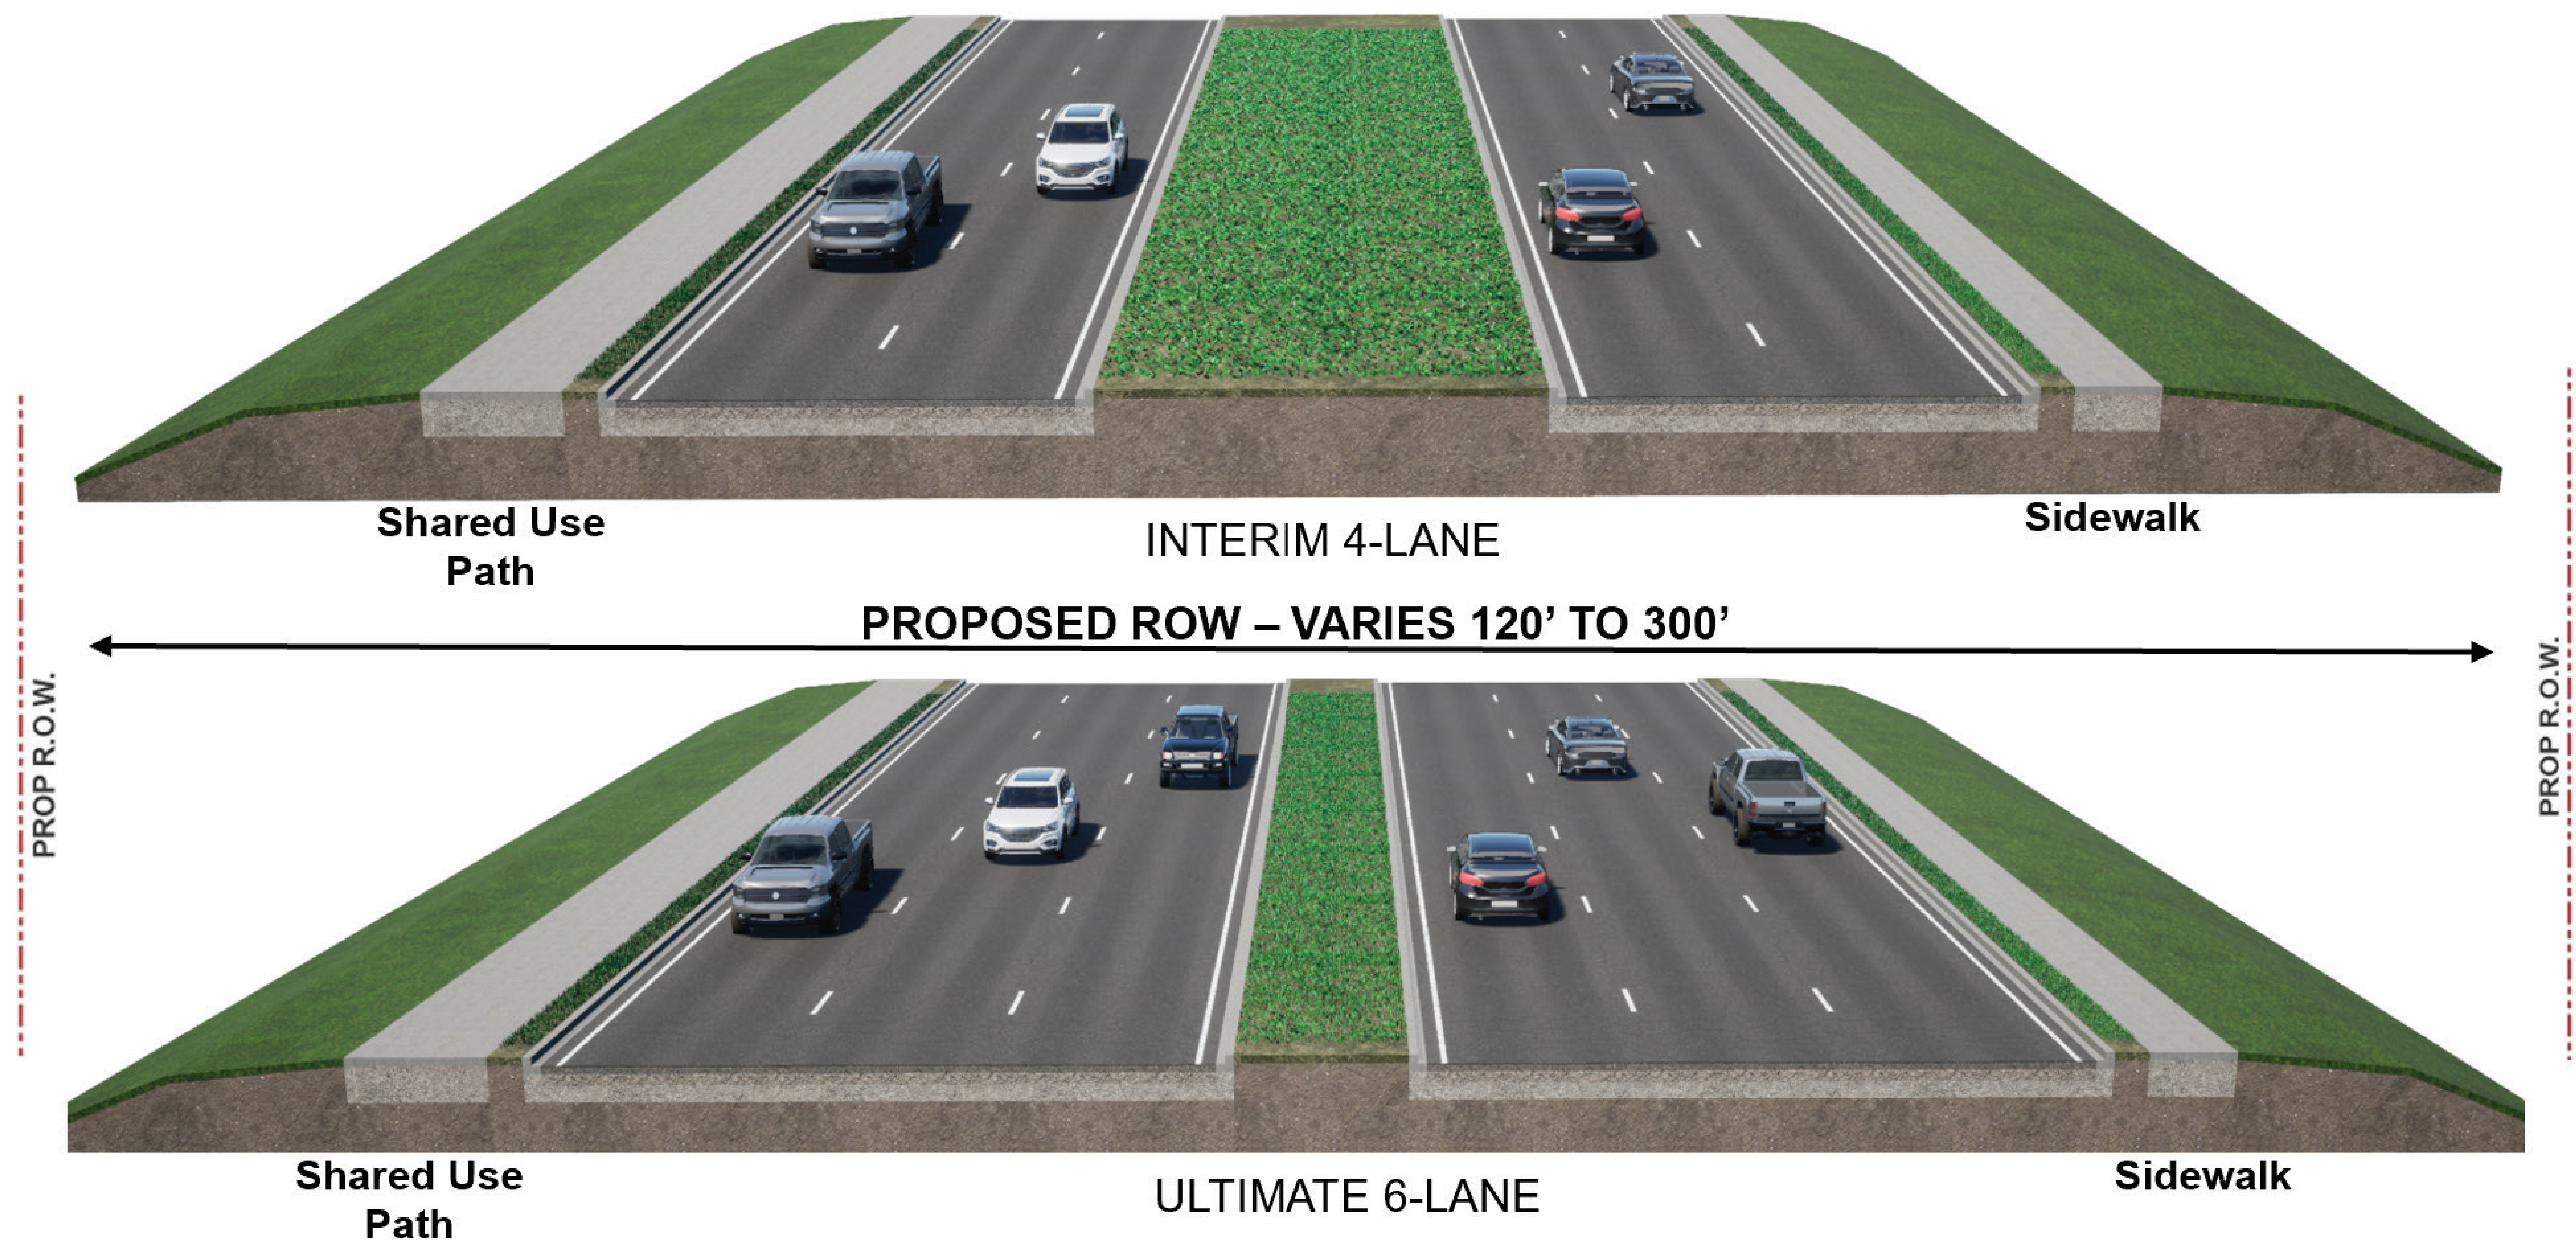 Shared Use
Path
INTERIM 4-LANE
Sidewalk
PROPOSED ROW – VARIES 120’ TO 300’
PROP R.O.W.
PROP R.O.W.
Shared Use
Path
ULTIMATE 6-LANE
Sidewalk